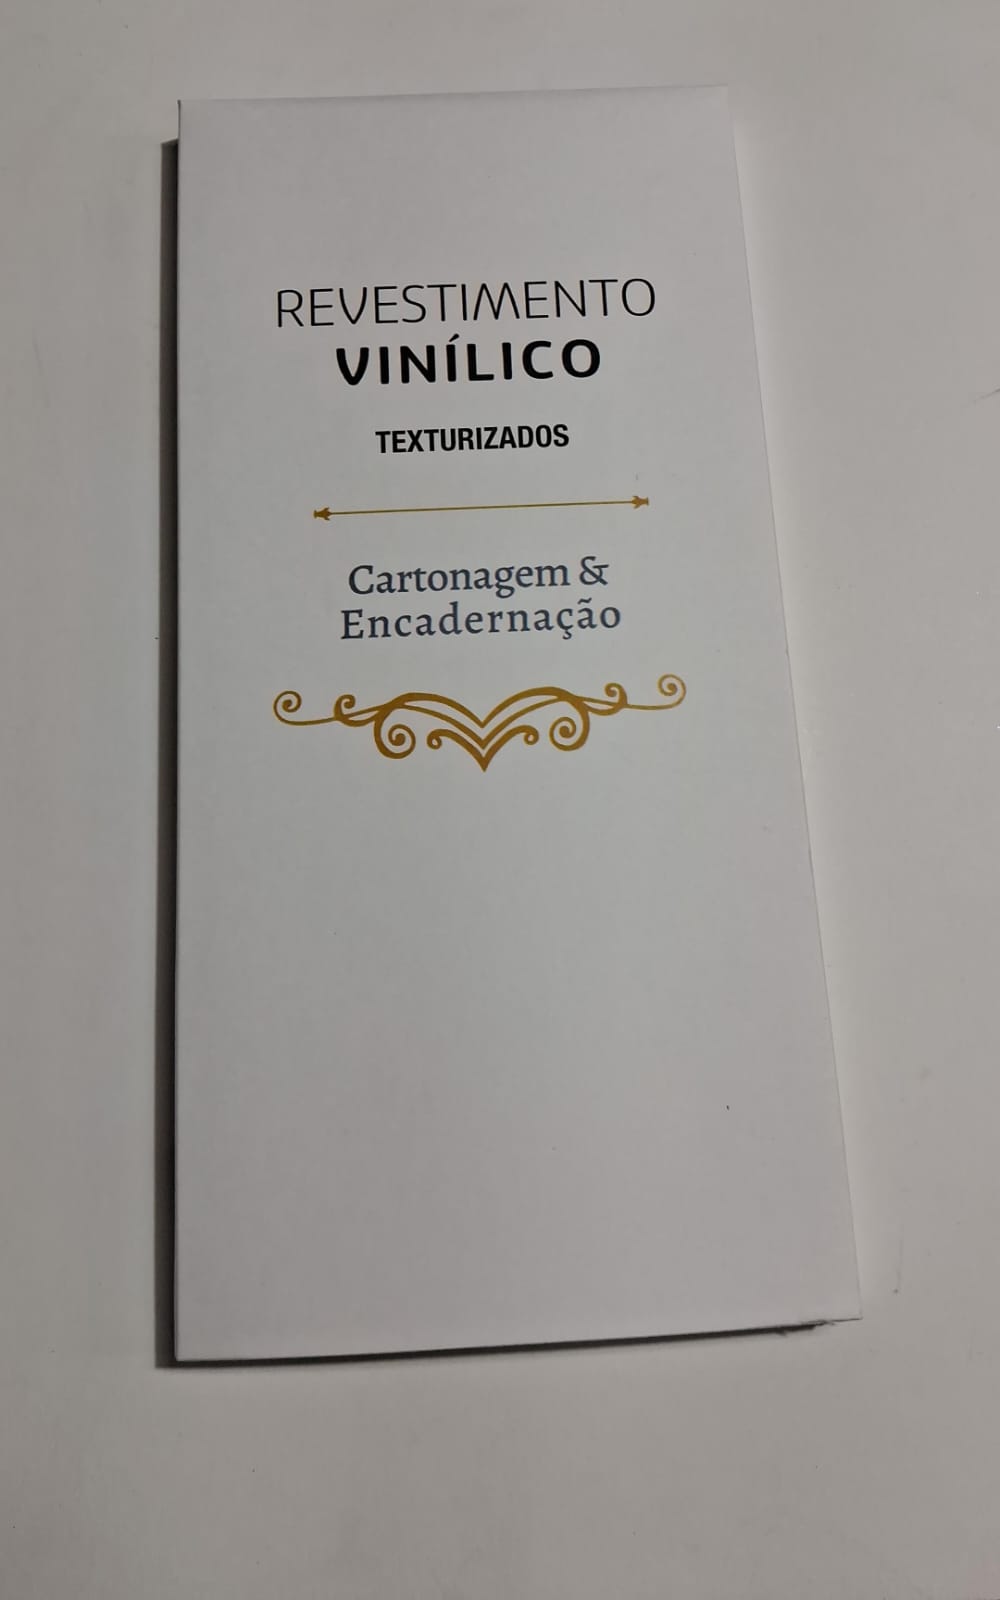 REVESTIMENTO
VINÍLICO
TEXTURIZADOS
Cartonagem &
Encadernação